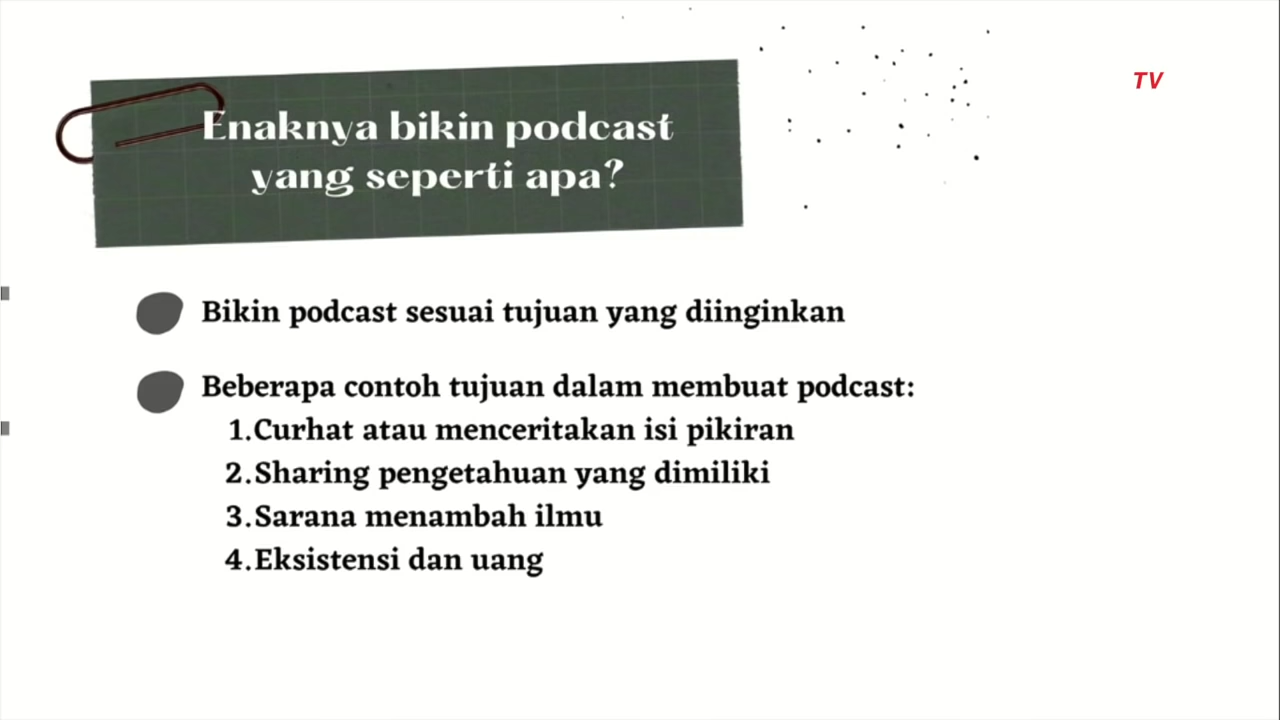 Enaknya bikin podcast
yang seperti apa?
TV
Bikin podcast sesuai tujuan yang diinginkan
Beberapa contoh tujuan dalam membuat podcast:
1.Curhat atau menceritakan isi pikiran
2.Sharing pengetahuan yang dimiliki
3.Sarana menambah ilmu
4.Eksistensi dan uang